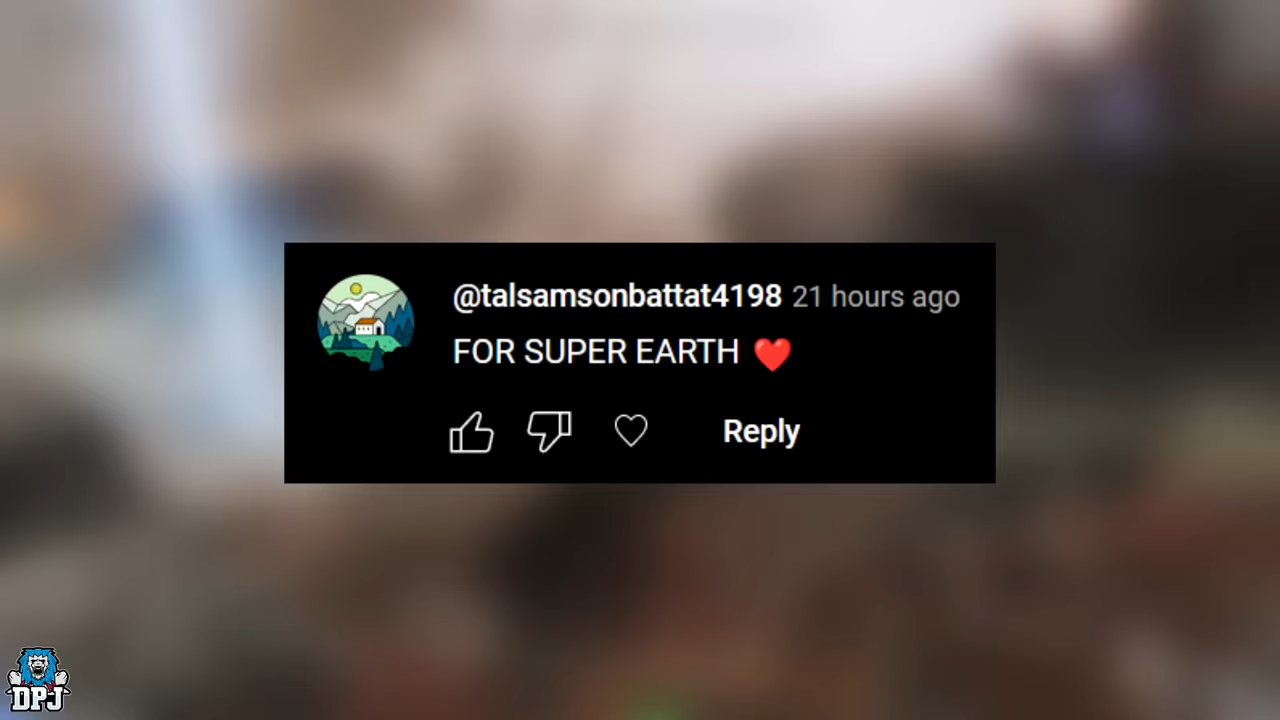 @talsamsonbattat4198 21 hours ago
FOR SUPER EARTH ❤️
Reply
DPJ